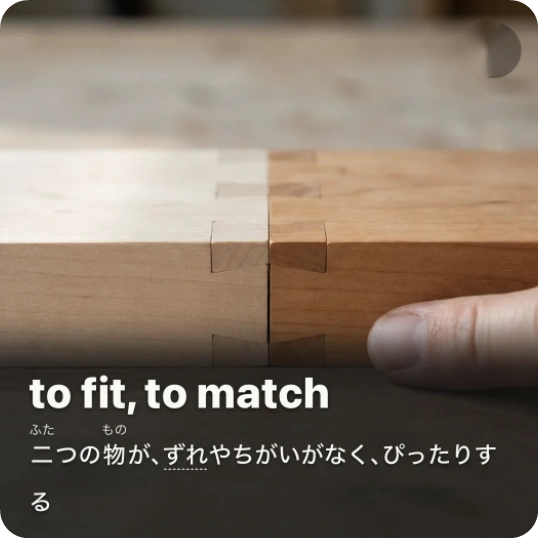 to fit, to match
ふた もの
二つの物が、ずれやちがいがなく、ぴったりす
る